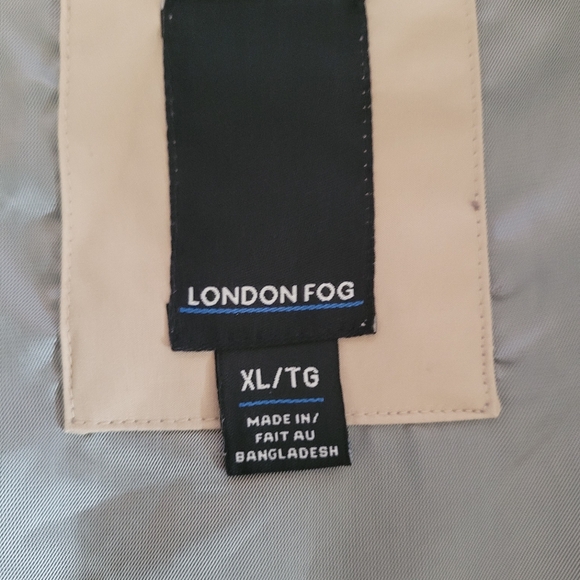 LONDON FOG
XL/TG
MADE IN/
FAIT AU
BANGLADESH